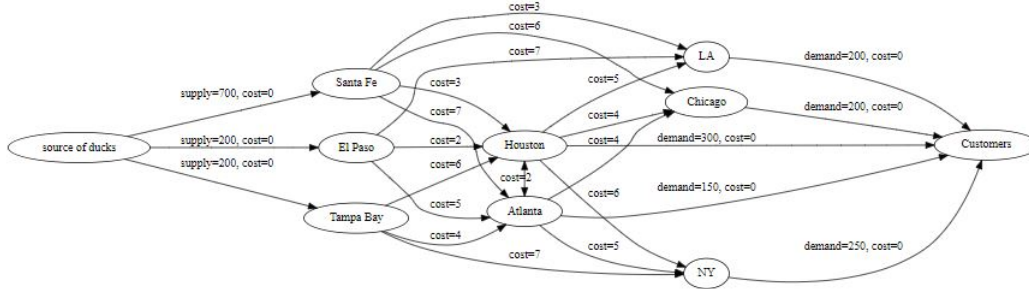 cost=3
cost=6
cost=7
LA
demand=200, cost=0
Santa Fe
cost=3
cost=5
supply=700, cost=0
Chicago
demand=200, cost=0
cost=7
cost=4
source of ducks
supply=200, cost=0
El Paso
cost=2
Houston
cost=4
demand=300, cost=0
Customers
supply=200, cost=0
cost=6
cost=2
demand=150, cost=0
cost=6
Tampa Bay
cost=5
Atlanta
cost=4
cost=5
demand=250, cost=0
cost=7
NY